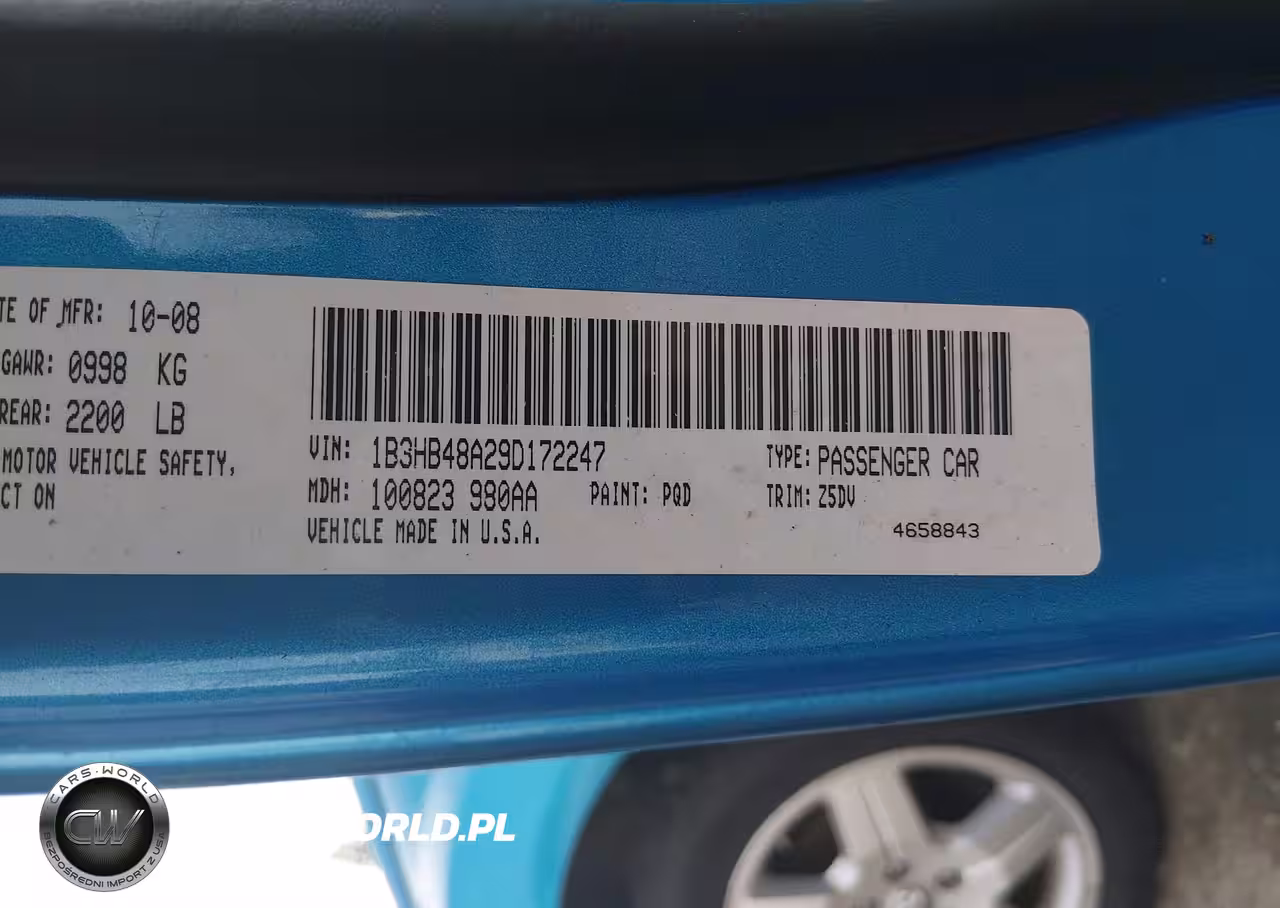 TE OF MFR: 10-08
GAWR: 0998 KG
REAR: 2200 LB
MOTOR VEHICLE SAFETY,
CT ON
VIN: 1B3HB48A29D172247
TYPE: PASSENGER CAR
MDH: 100823 980AA
PAINT: PQD
TRIM: Z5DV
VEHICLE MADE IN U.S.A.
4658843
CARS-WORLD
CW
BEZPOŚREDNI IMPORT Z USA
ORLD.PL